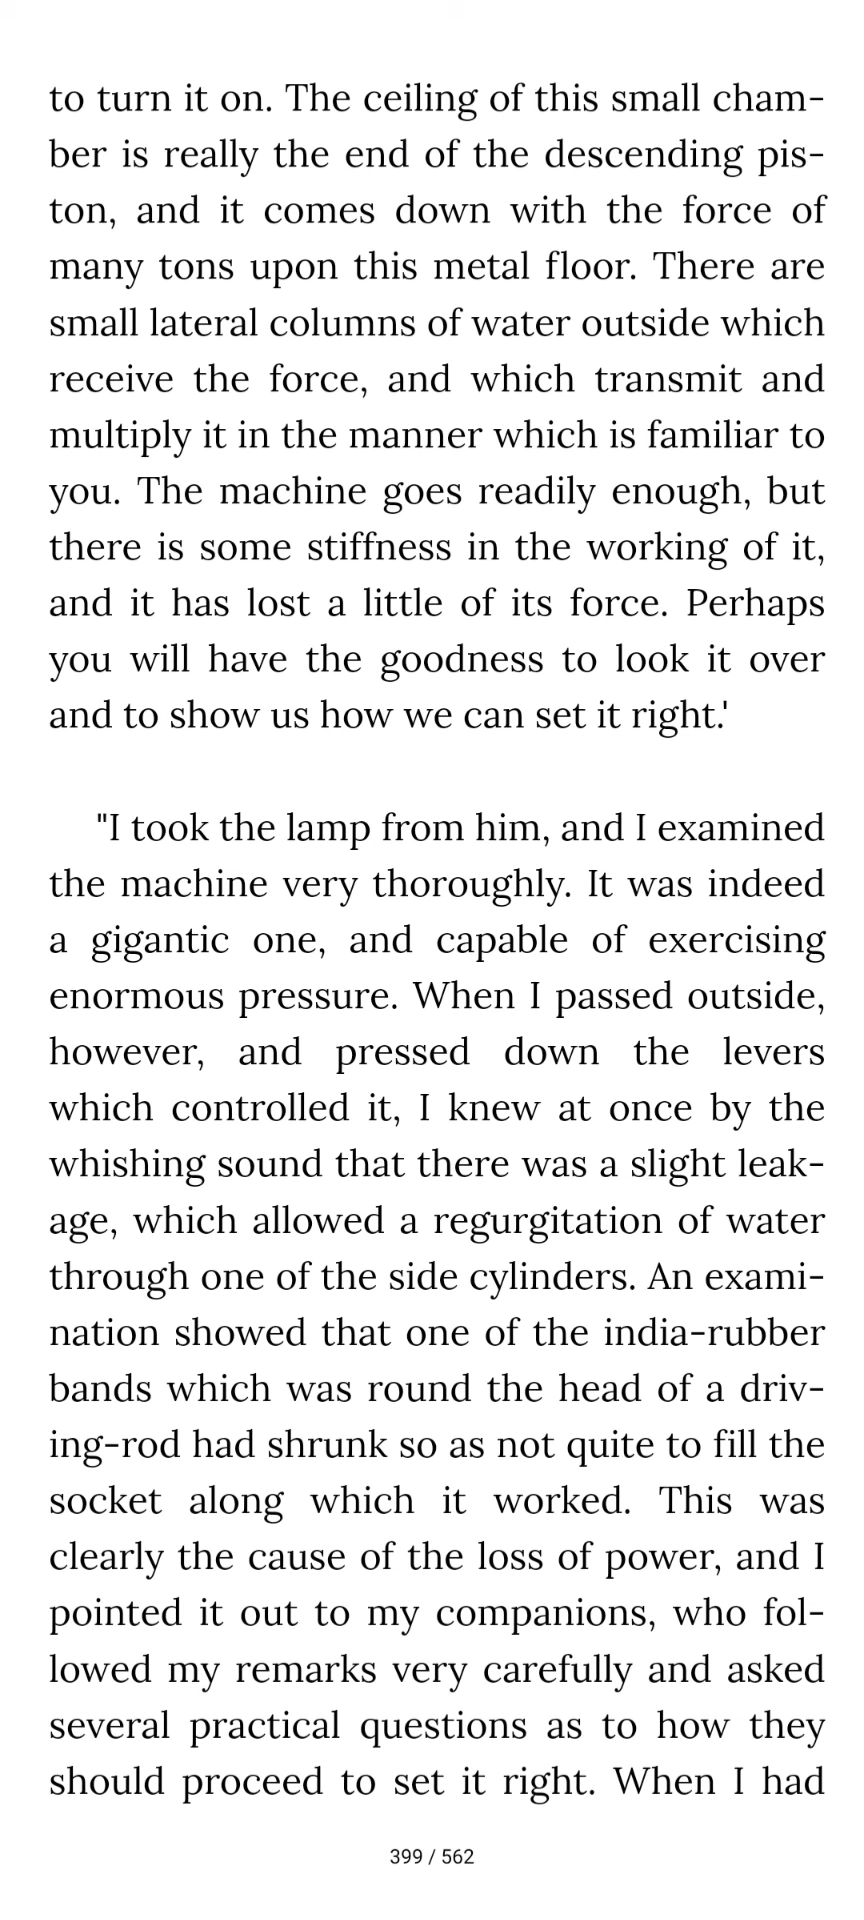 to turn it on. The ceiling of this small cham-
ber is really the end of the descending pis-
ton, and it comes down with the force of
many tons upon this metal floor. There are
small lateral columns of water outside which
receive the force, and which transmit and
multiply it in the manner which is familiar to
you. The machine goes readily enough, but
there is some stiffness in the working of it,
and it has lost a little of its force. Perhaps
you will have the goodness to look it over
and to show us how we can set it right.'
"I took the lamp from him, and I examined
the machine very thoroughly. It was indeed
a gigantic one, and capable of exercising
enormous pressure. When I passed outside,
however, and pressed down the levers
which controlled it, I knew at once by the
whishing sound that there was a slight leak-
age, which allowed a regurgitation of water
through one of the side cylinders. An exami-
nation showed that one of the india-rubber
bands which was round the head of a driv-
ing-rod had shrunk so as not quite to fill the
socket along which it worked. This was
clearly the cause of the loss of power, and I
pointed it out to my companions, who fol-
lowed my remarks very carefully and asked
several practical questions as to how they
should proceed to set it right. When I had
399 / 562